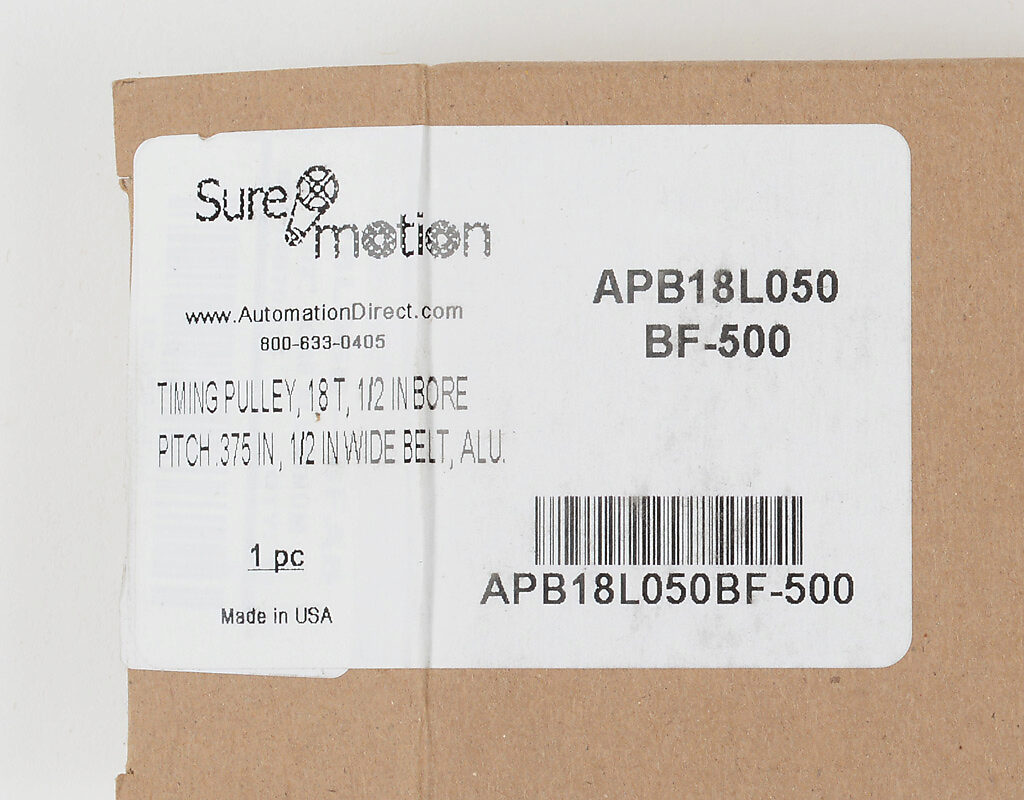 Sure
motion
www.AutomationDirect.com
800-633-0405
TIMING PULLEY, 18 T, 1/2 IN BORE
PITCH .375 IN, 1/2 IN WIDE BELT, ALU.
1 pc
Made in USA
APB18L050
BF-500
APB18L050BF-500